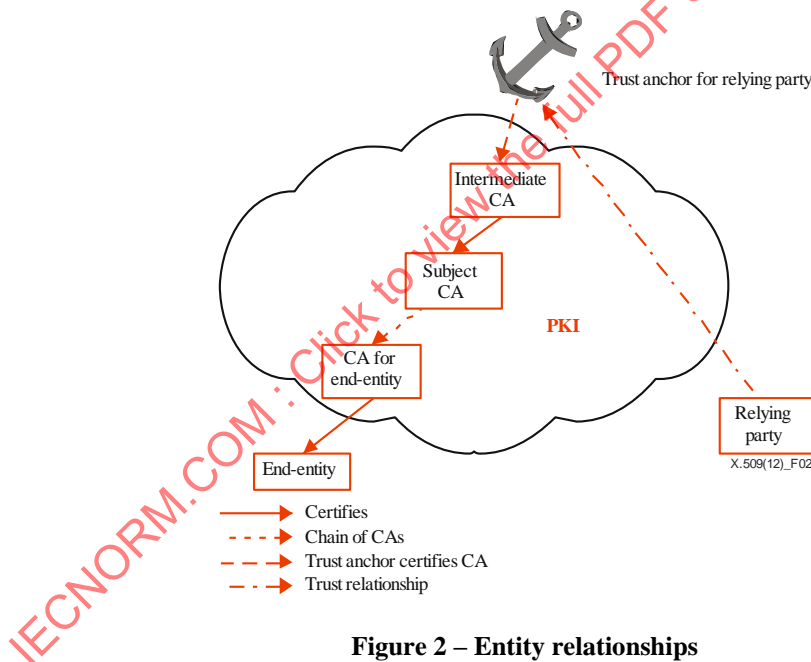 Trust anchor for relying party
Intermediate
CA
Subject
CA
PKI
CA for
end-entity
Relying
party
X.509(12)_F02
End-entity
Certifies
Chain of CAs
Trust anchor certifies CA
Trust relationship
Figure 2 – Entity relationships
IECNORM.COM : Click to view the full PDF